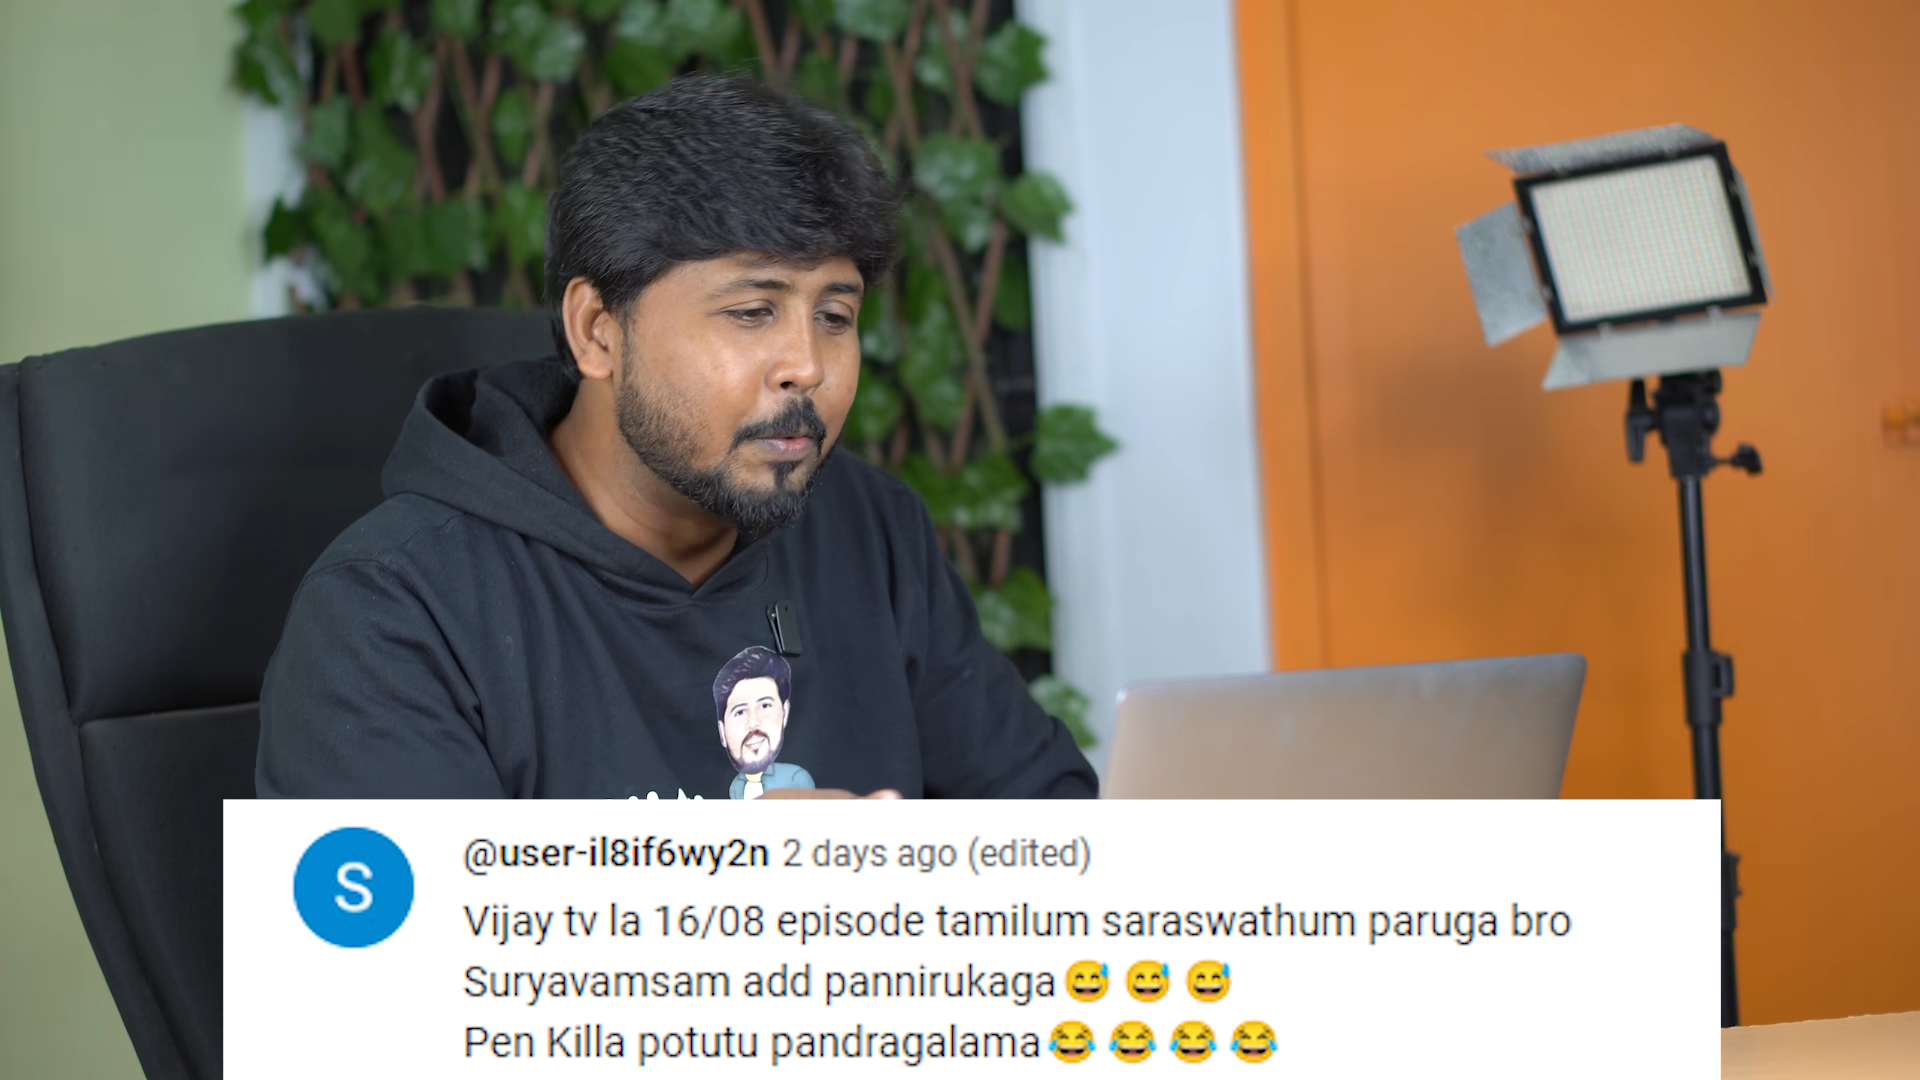 S
@user-il8if6wy2n 2 days ago (edited)
Vijay tv la 16/08 episode tamilum saraswathum paruga bro
Suryavamsam add pannirukaga😅 😅 😅
Pen Killa potutu pandragalama😂 😂 😂 😂